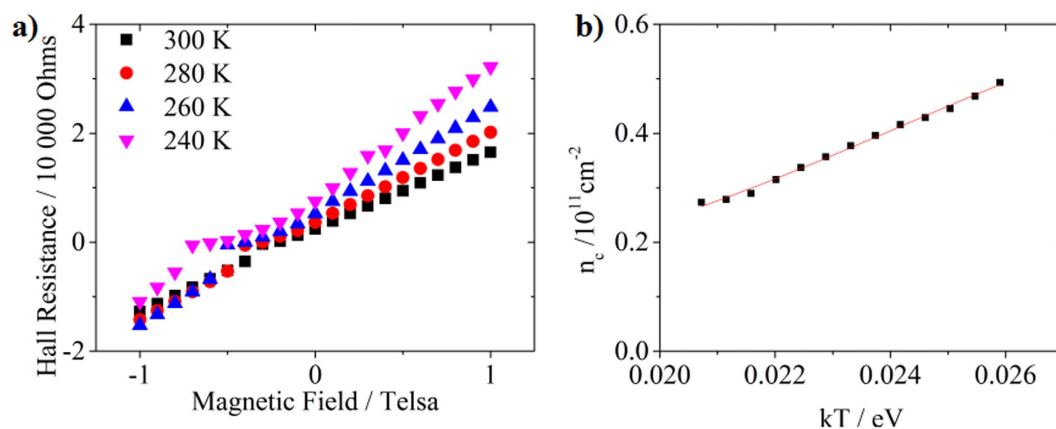 a)
Hall Resistance / 10 000 Ohms
4
2
0
-2
300 K
280 K
260 K
240 K
-1
0
1
Magnetic Field / Telsa
b)
n_c /10^11 cm^-2
0.6
0.4
0.2
0.0
0.020
0.022
0.024
0.026
kT / eV